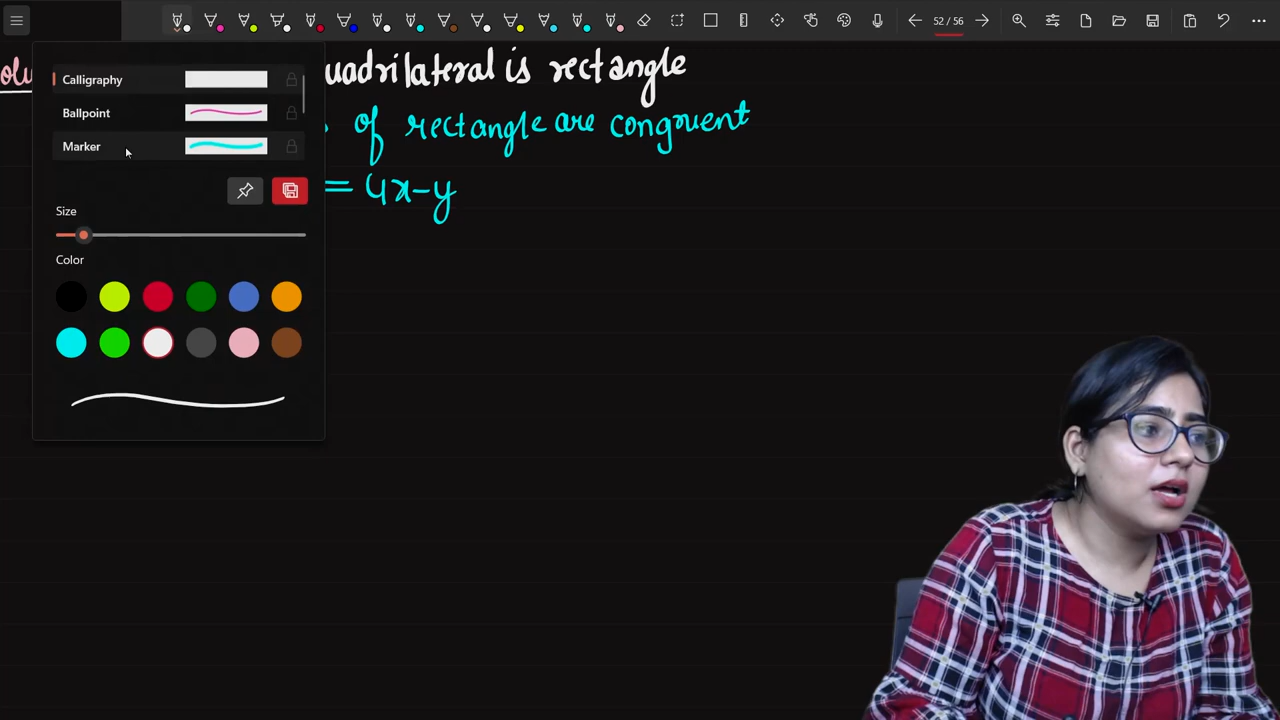 52 / 56
uadrilateral is rectangle
of rectangle are congruent
= 4x-y
Calligraphy
Ballpoint
Marker
Size
Color